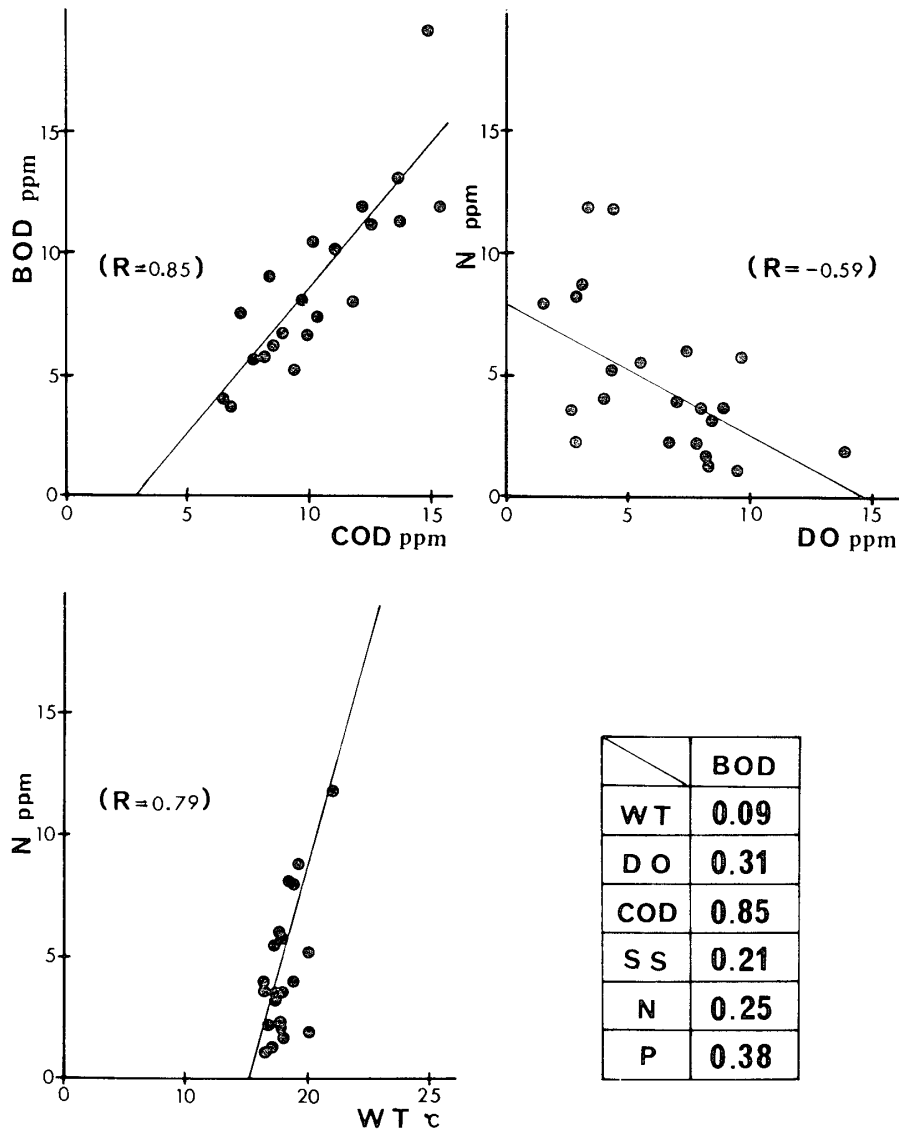 BOD ppm
15
10
5
0
(R=0.85)
0 5 10 15
COD ppm
N ppm
15
10
5
0
(R=-0.59)
0 5 10 15
DO ppm
N ppm
15
10
5
0
(R=0.79)
0 10 20 25
WT ℃
BOD
WT 0.09
DO 0.31
COD 0.85
SS 0.21
N 0.25
P 0.38